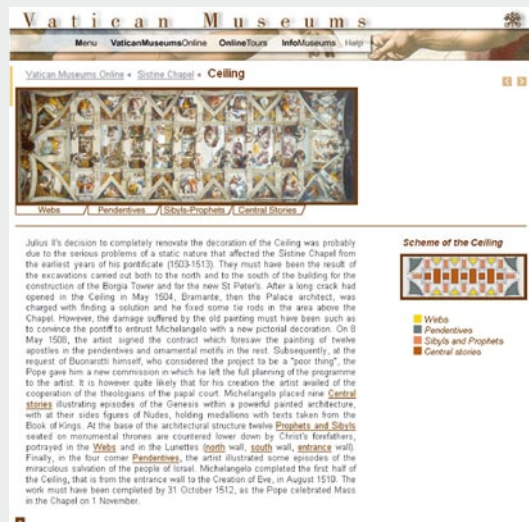 Vatican Museums
Menu VaticanMuseumsOnline OnlineTours InfoMuseums Help
Vatican Museums Online Sistine Chapel Ceiling
Webs Pendentives Sibyls-Prophets Central Stories
Julius II's decision to completely renovate the decoration of the Ceiling was probably
due to the serious problems of a static nature that affected the Sistine Chapel from
the earliest years of his pontificate (1503-1513). They must have been the result of
the excavations carried out both to the north and to the south of the building for the
construction of the Borgia Tower and for the new St Peter's. After a long crack had
opened in the Ceiling in May 1504, Bramante, then the Palace architect, was
charged with finding a solution and he fixed some tie rods in the area above the
Chapel. However, the damage suffered by the old painting must have been such as
to convince the pontiff to entrust Michelangelo with a new pictorial decoration. On 8
May 1508, the artist signed the contract which foresaw the painting of twelve
apostles in the pendentives and ornamental motifs in the rest. Subsequently, at the
request of Buonarroti himself, who considered the project to be a "poor thing", the
Pope gave him a new commission in which he left the full planning of the programme
to the artist. It is however quite likely that for his creation the artist availed of the
cooperation of the theologians of the papal court. Michelangelo placed nine Central
stories illustrating episodes of the Genesis within a powerful painted architecture,
with at their sides figures of Nudes, holding medallions with texts taken from the
Book of Kings. At the base of the architectural structure twelve Prophets and Sibyls
seated on monumental thrones are countered lower down by Christ's forefathers,
portrayed in the Webs and in the Lunettes (north wall, south wall, entrance wall).
Finally, in the four corner Pendentives, the artist illustrated some episodes of the
miraculous salvation of the people of Israel. Michelangelo completed the first half of
the Ceiling, that is from the entrance wall to the Creation of Eve, in August 1510. The
work must have been completed by 31 October 1512, as the Pope celebrated Mass
in the Chapel on 1 November.
Scheme of the Ceiling
Webs
Pendentives
Sibyls and Prophets
Central stories